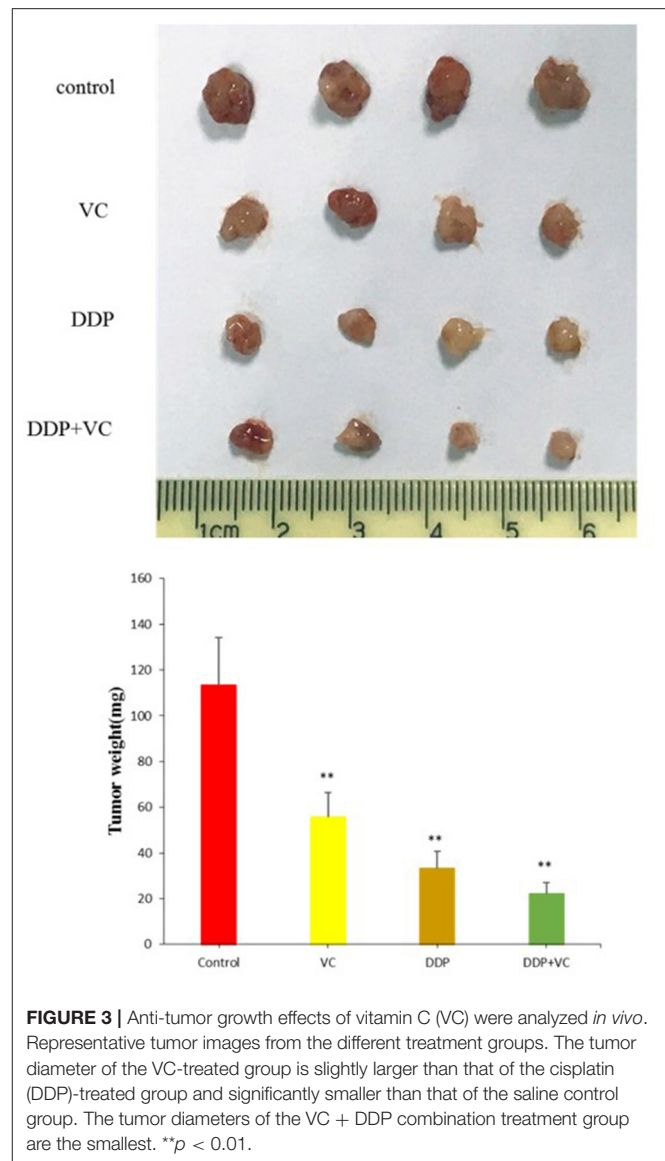 control
VC
DDP
DDP+VC
1cm 2 3 4 5 6
160
140
120
100
80
60
40
20
0
Tumor weight(mg)
**
**
**
Control VC DDP DDP+VC
FIGURE 3 | Anti-tumor growth effects of vitamin C (VC) were analyzed in vivo.
Representative tumor images from the different treatment groups. The tumor
diameter of the VC-treated group is slightly larger than that of the cisplatin
(DDP)-treated group and significantly smaller than that of the saline control
group. The tumor diameters of the VC + DDP combination treatment group
are the smallest. **p < 0.01.